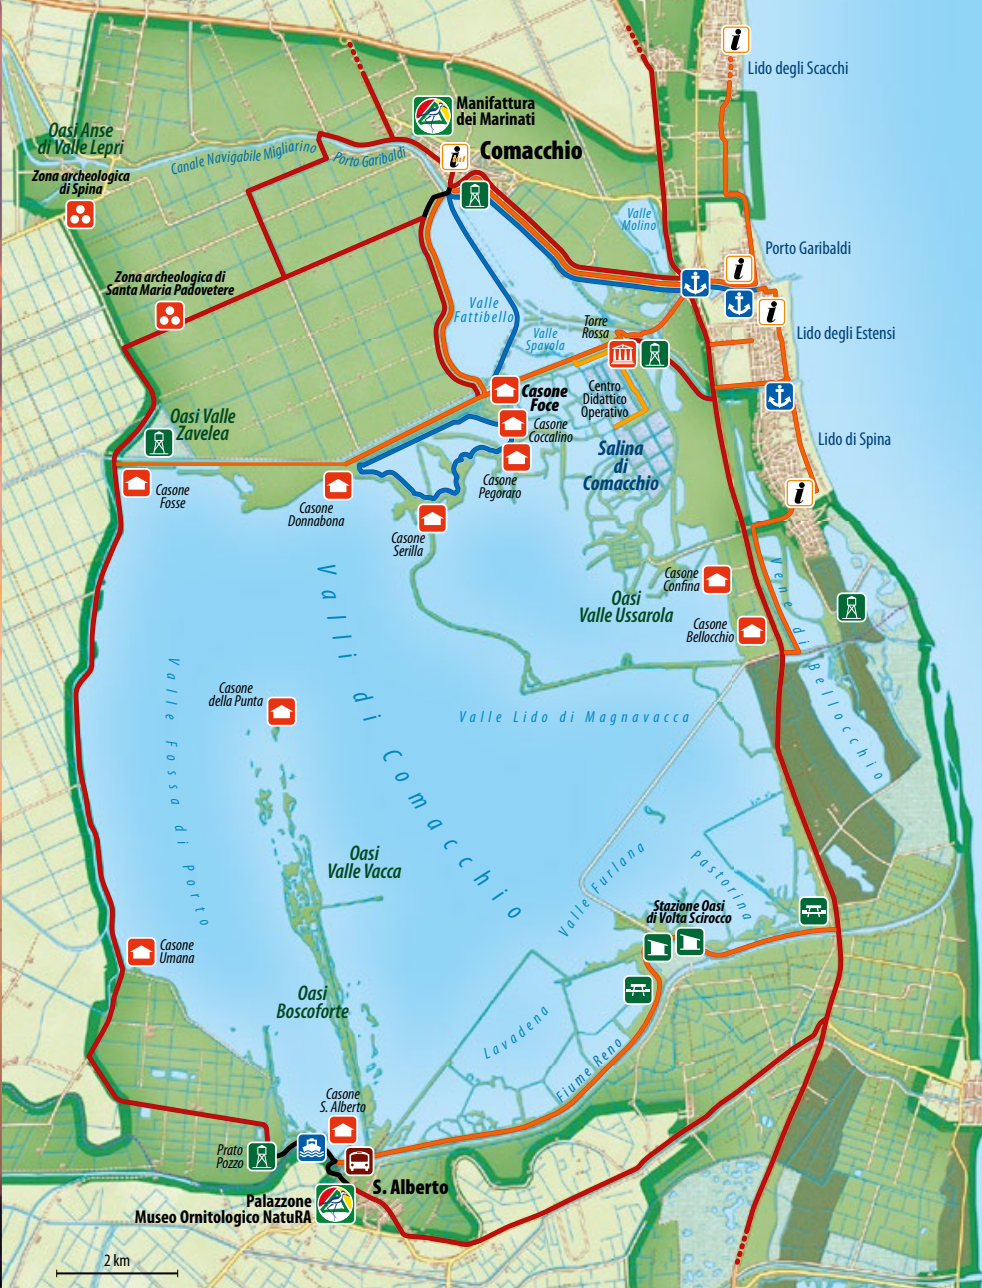 Lido degli Scacchi
Manifattura
dei Marinati
Comacchio
Oasi Anse
di Valle Lepri
Canale Navigabile Migliarino
Porto Garibaldi
Zona archeologica
di Spina
Valle
Molino
Porto Garibaldi
Zona archeologica di
Santa Maria Padovetere
Valle
Fattibello
Valle
Spavola
Torre
Rossa
Lido degli Estensi
Centro
Didattico
Operativo
Casone
Foce
Oasi Valle
Zavelea
Casone
Coccalino
Lido di Spina
Salina
di
Comacchio
Casone
Pegoraro
Casone
Fosse
Casone
Donnabona
Casone
Serilla
Casone
Confina
Oasi
Valle Ussarola
Casone
Bellocchio
Vene di Bellocchio
Valli di Comacchio
Valle Fossa di Porto
Casone
della Punta
Valle Lido di Magnavacca
Oasi
Valle Vacca
Valle Furlana
Pastorina
Stazione Oasi
di Volta Scirocco
Casone
Umana
Oasi
Boscoforte
Lavadena
Fiume Reno
Casone
S. Alberto
Prato
Pozzo
S. Alberto
Palazzone
Museo Ornitologico NatuRA
2 km